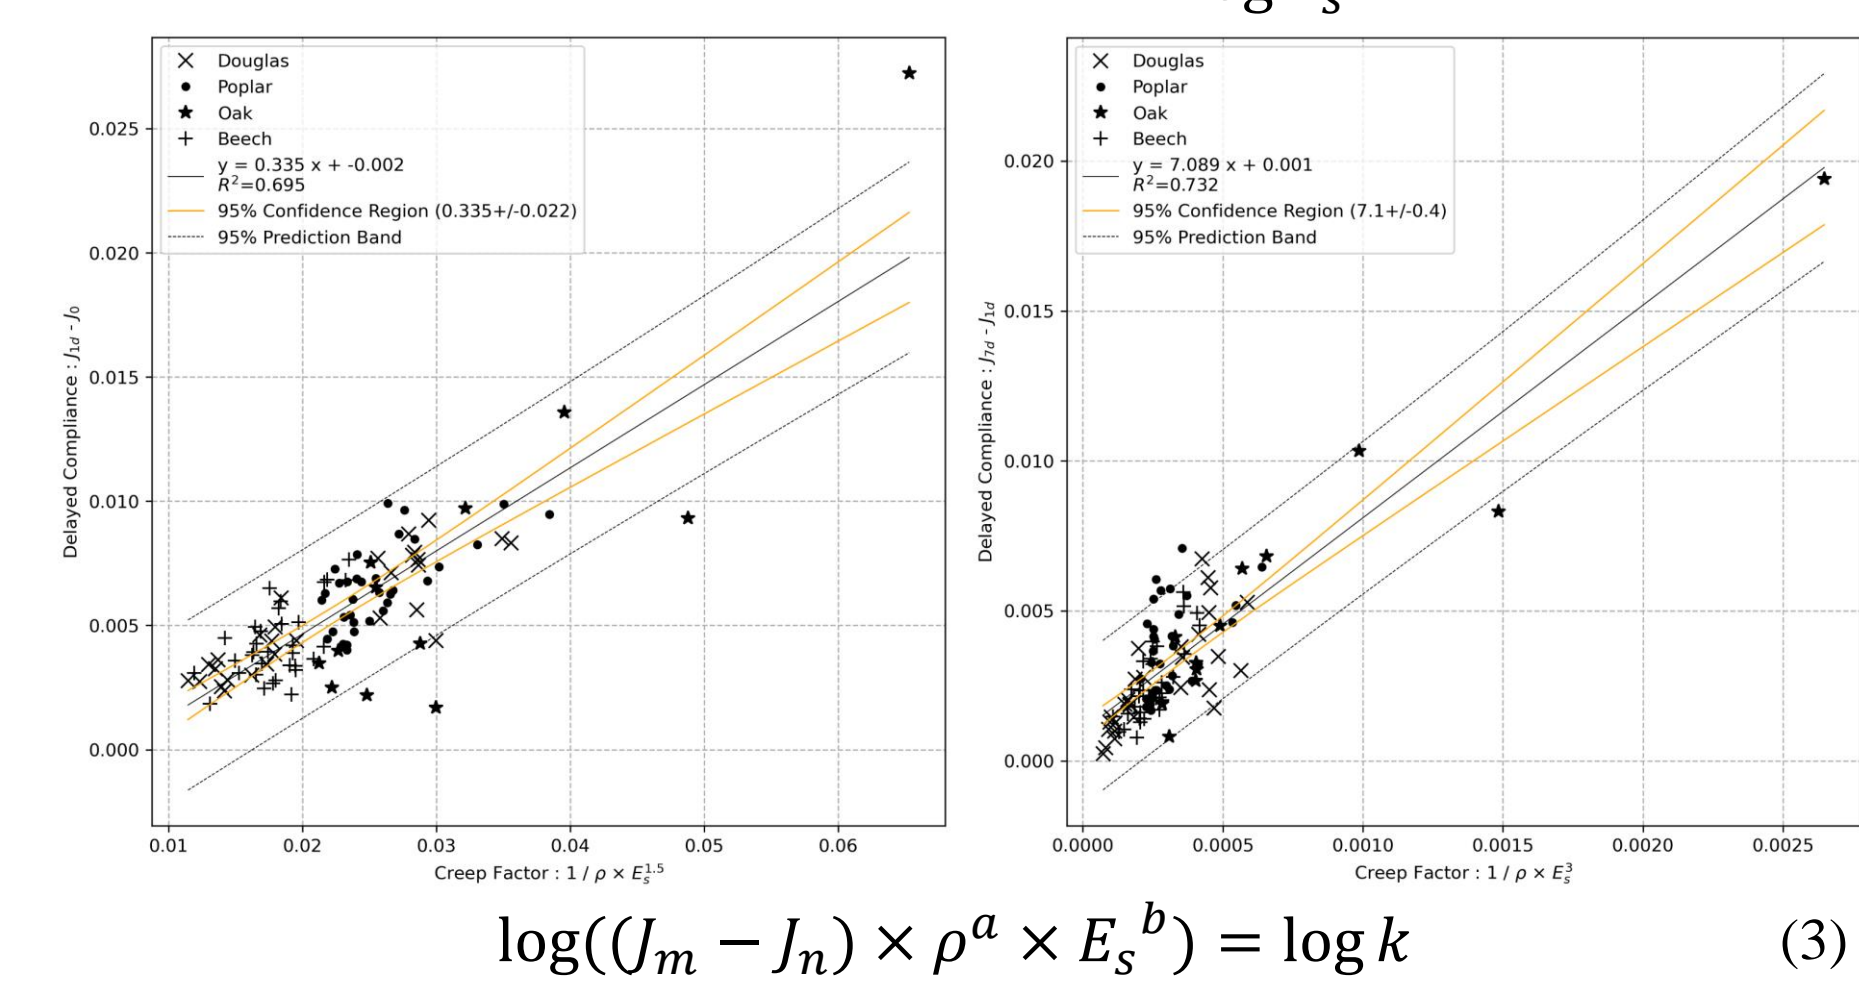 Douglas
Poplar
Oak
Beech
y = 0.335 x + -0.002
R²=0.695
95% Confidence Region (0.335+/-0.022)
95% Prediction Band
0.025
0.020
0.015
0.010
0.005
0.000
Delayed Compliance : J1d - J0
0.01 0.02 0.03 0.04 0.05 0.06
Creep Factor : 1 / ρ × Es^1.5
Douglas
Poplar
Oak
Beech
y = 7.089 x + 0.001
R²=0.732
95% Confidence Region (7.1+/-0.4)
95% Prediction Band
0.020
0.015
0.010
0.005
0.000
Delayed Compliance : J7d - J1d
0.0000 0.0005 0.0010 0.0015 0.0020 0.0025
Creep Factor : 1 / ρ × Es^3
log((Jm − Jn) × ρ^a × Es^b) = log k (3)